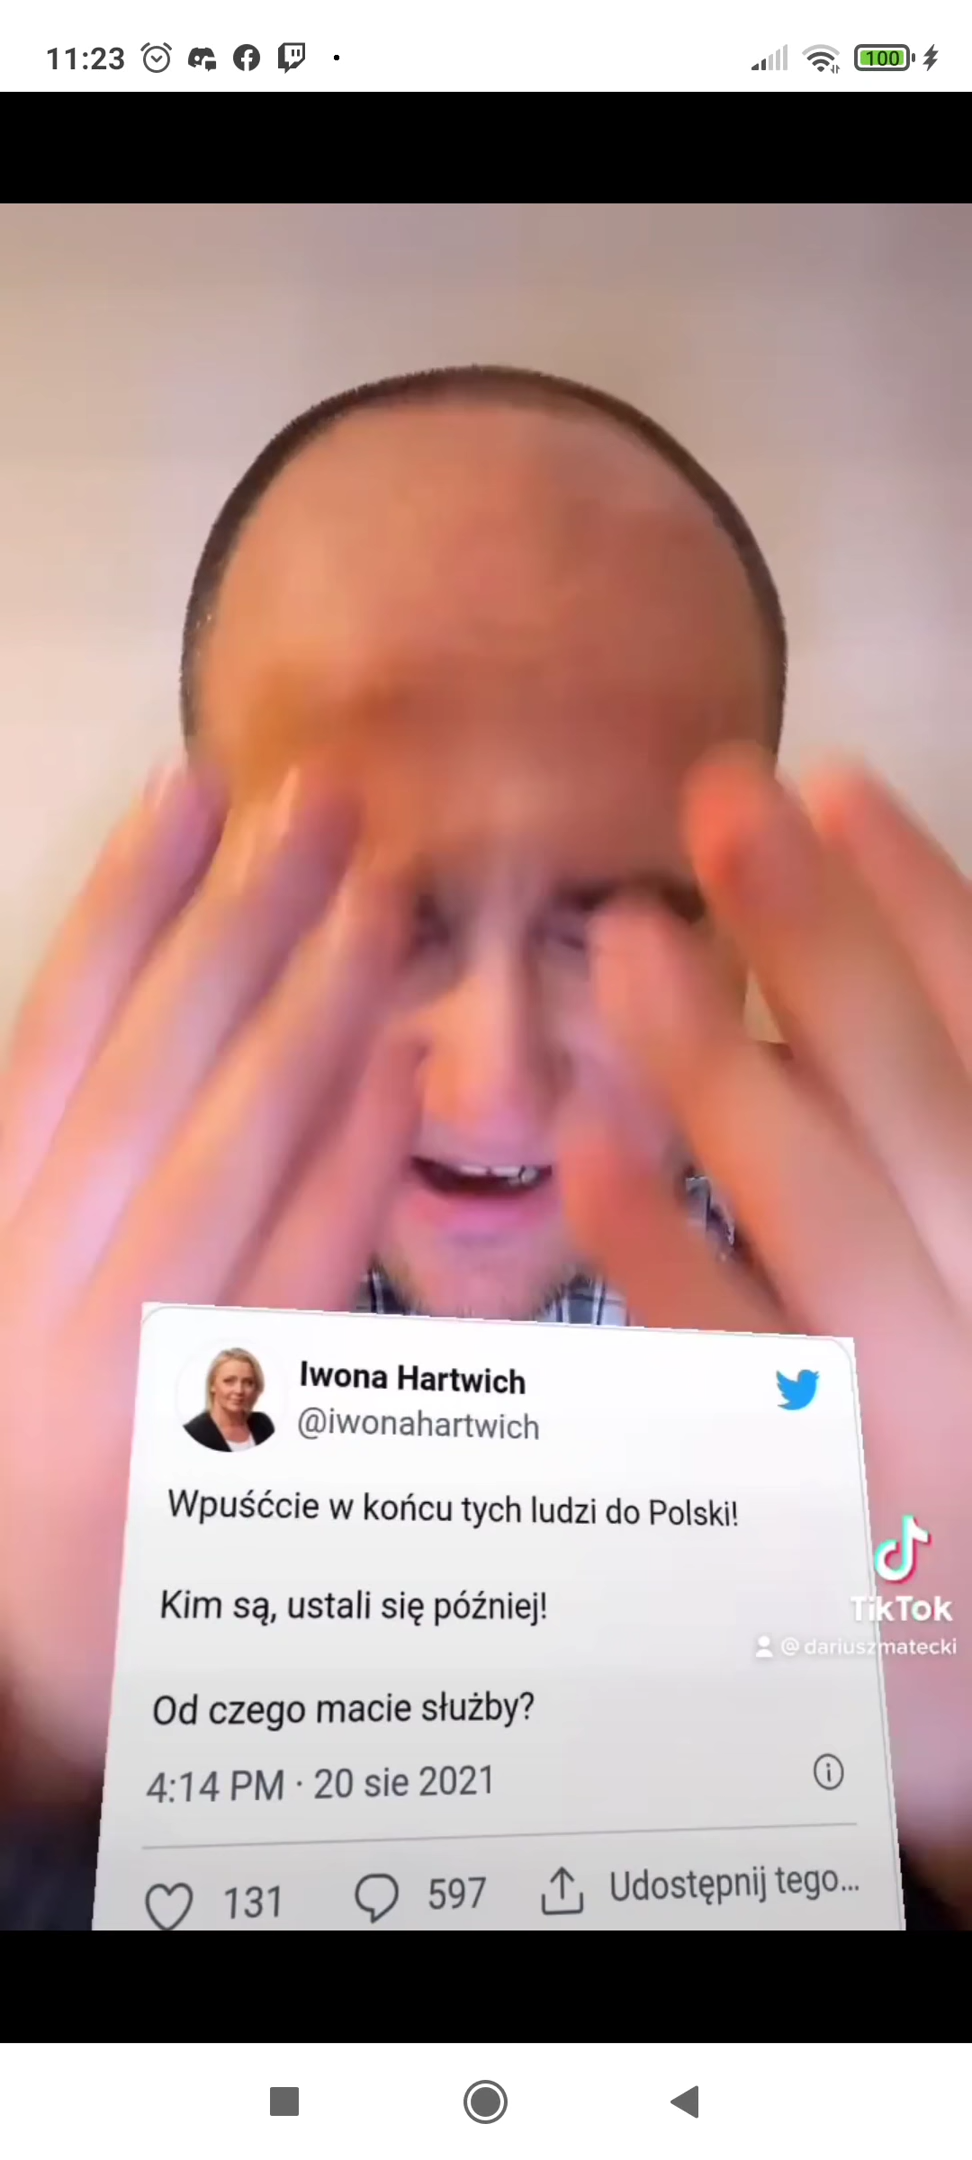 11:23
100
Iwona Hartwich
@iwonahartwich
Wpuśćcie w końcu tych ludzi do Polski!
Kim są, ustali się później!
Od czego macie służby?
4:14 PM · 20 sie 2021
131
597
Udostępnij tego...
TikTok
@dariuszmatecki